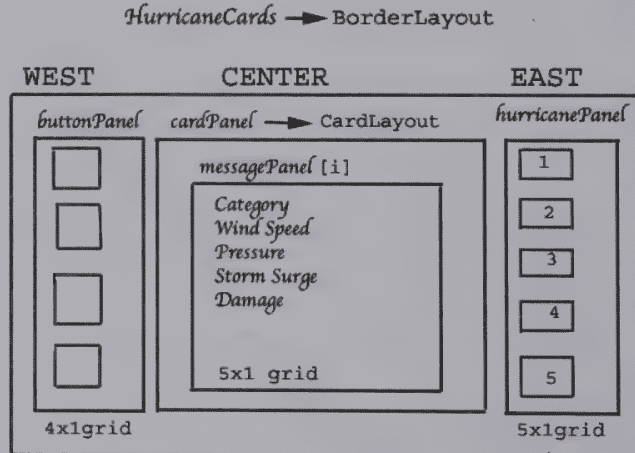 HurricaneCards → BorderLayout
WEST CENTER EAST
buttonPanel cardPanel → CardLayout hurricanePanel
messagePanel [i]
1
Category
2
Wind Speed
Pressure
3
Storm Surge
Damage
4
5x1 grid
5
4x1grid 5x1grid